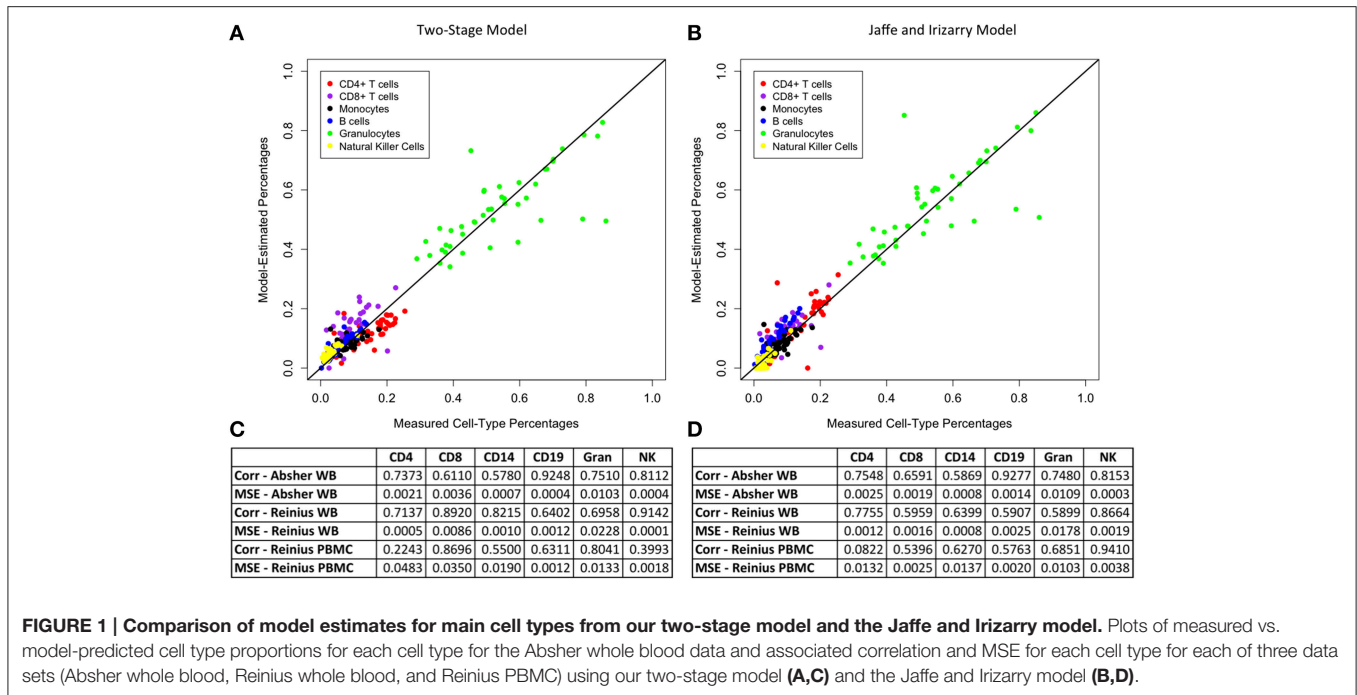 A
Two-Stage Model
Model-Estimated Percentages
0.0 0.2 0.4 0.6 0.8 1.0
CD4+ T cells
CD8+ T cells
Monocytes
B cells
Granulocytes
Natural Killer Cells
0.0 0.2 0.4 0.6 0.8 1.0
Measured Cell-Type Percentages
B
Jaffe and Irizarry Model
Model-Estimated Percentages
0.0 0.2 0.4 0.6 0.8 1.0
CD4+ T cells
CD8+ T cells
Monocytes
B cells
Granulocytes
Natural Killer Cells
0.0 0.2 0.4 0.6 0.8 1.0
Measured Cell-Type Percentages
C
CD4 CD8 CD14 CD19 Gran NK
Corr - Absher WB 0.7373 0.6110 0.5780 0.9248 0.7510 0.8112
MSE - Absher WB 0.0021 0.0036 0.0007 0.0004 0.0103 0.0004
Corr - Reinius WB 0.7137 0.8920 0.8215 0.6402 0.6958 0.9142
MSE - Reinius WB 0.0005 0.0086 0.0010 0.0012 0.0228 0.0001
Corr - Reinius PBMC 0.2243 0.8696 0.5500 0.6311 0.8041 0.3993
MSE - Reinius PBMC 0.0483 0.0350 0.0190 0.0012 0.0133 0.0018
D
CD4 CD8 CD14 CD19 Gran NK
Corr - Absher WB 0.7548 0.6591 0.5869 0.9277 0.7480 0.8153
MSE - Absher WB 0.0025 0.0019 0.0008 0.0014 0.0109 0.0003
Corr - Reinius WB 0.7755 0.5959 0.6399 0.5907 0.5899 0.8664
MSE - Reinius WB 0.0012 0.0016 0.0008 0.0025 0.0178 0.0019
Corr - Reinius PBMC 0.0822 0.5396 0.6270 0.5763 0.6851 0.9410
MSE - Reinius PBMC 0.0132 0.0025 0.0137 0.0020 0.0103 0.0038
FIGURE 1 | Comparison of model estimates for main cell types from our two-stage model and the Jaffe and Irizarry model. Plots of measured vs.
model-predicted cell type proportions for each cell type for the Absher whole blood data and associated correlation and MSE for each cell type for each of three data
sets (Absher whole blood, Reinius whole blood, and Reinius PBMC) using our two-stage model (A,C) and the Jaffe and Irizarry model (B,D).